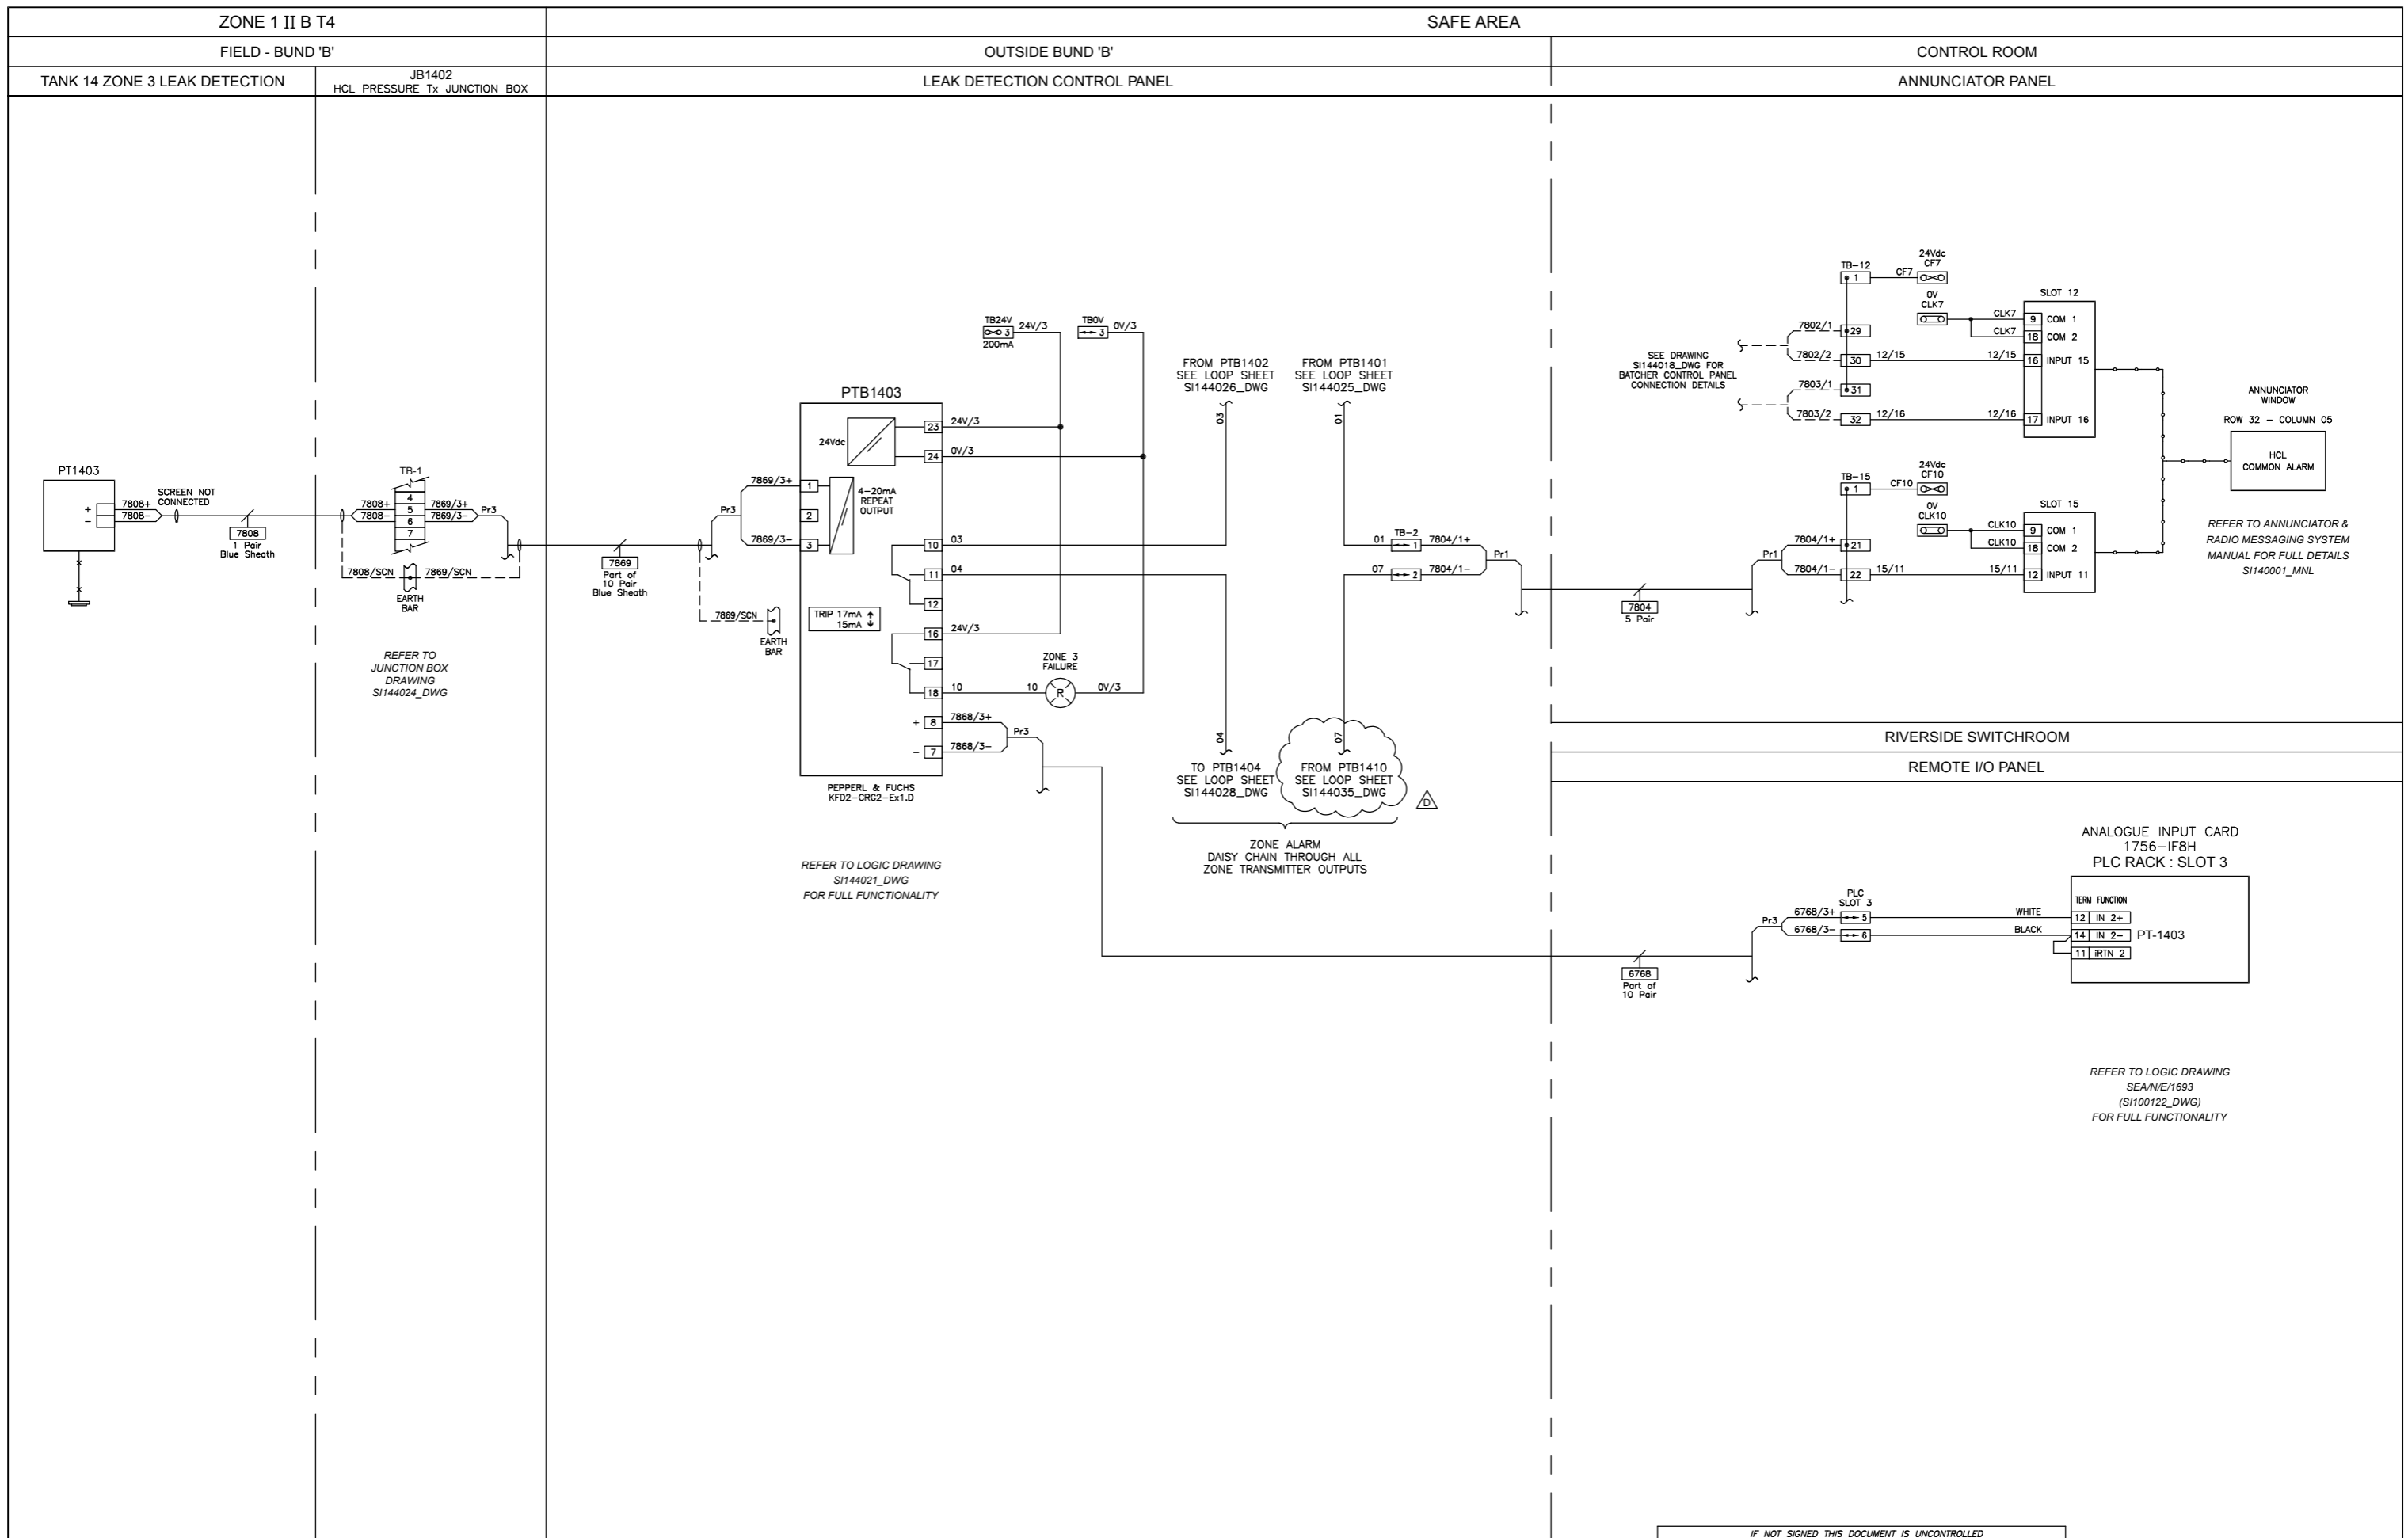 ZONE 1 II B T4
SAFE AREA
FIELD - BUND 'B'
OUTSIDE BUND 'B'
CONTROL ROOM
TANK 14 ZONE 3 LEAK DETECTION
JB1402
HCL PRESSURE Tx JUNCTION BOX
LEAK DETECTION CONTROL PANEL
ANNUNCIATOR PANEL
PT1403
+
-
7808+
7808-
SCREEN NOT
CONNECTED
7808
1 Pair
Blue Sheath
TB-1
4
5
6
7
7808+
7808-
7869/3+
7869/3-
Pr3
7808/SCN
7869/SCN
EARTH
BAR
REFER TO
JUNCTION BOX
DRAWING
SI144024_DWG
7869
Part of
10 Pair
Blue Sheath
Pr3
7869/3+
7869/3-
7869/SCN
EARTH
BAR
PTB1403
24Vdc
1
2
3
4-20mA
REPEAT
OUTPUT
TRIP 17mA ↑
15mA ↓
23
24
10
11
12
16
17
18
+ 8
- 7
24V/3
0V/3
03
04
24V/3
10
7868/3+
7868/3-
Pr3
PEPPERL & FUCHS
KFD2-CRG2-Ex1.D
REFER TO LOGIC DRAWING
SI144021_DWG
FOR FULL FUNCTIONALITY
TB24V
3
24V/3
200mA
TB0V
3
0V/3
ZONE 3
FAILURE
10
R
0V/3
FROM PTB1402
SEE LOOP SHEET
SI144026_DWG
03
FROM PTB1401
SEE LOOP SHEET
SI144025_DWG
01
04
TO PTB1404
SEE LOOP SHEET
SI144028_DWG
07
FROM PTB1410
SEE LOOP SHEET
SI144035_DWG
D
ZONE ALARM
DAISY CHAIN THROUGH ALL
ZONE TRANSMITTER OUTPUTS
TB-2
01
1
7804/1+
07
2
7804/1-
Pr1
7804
5 Pair
SEE DRAWING
SI144018_DWG FOR
BATCHER CONTROL PANEL
CONNECTION DETAILS
7802/1
7802/2
7803/1
7803/2
TB-12
1
29
30
31
32
CF7
24Vdc
CF7
0V
CLK7
12/15
12/15
12/16
12/16
CLK7
CLK7
SLOT 12
9 COM 1
18 COM 2
16 INPUT 15
17 INPUT 16
Pr1
7804/1+
7804/1-
TB-15
1
21
22
CF10
24Vdc
CF10
0V
CLK10
15/11
15/11
CLK10
CLK10
SLOT 15
9 COM 1
18 COM 2
12 INPUT 11
ANNUNCIATOR
WINDOW
ROW 32 - COLUMN 05
HCL
COMMON ALARM
REFER TO ANNUNCIATOR &
RADIO MESSAGING SYSTEM
MANUAL FOR FULL DETAILS
SI140001_MNL
RIVERSIDE SWITCHROOM
REMOTE I/O PANEL
ANALOGUE INPUT CARD
1756-IF8H
PLC RACK : SLOT 3
TERM FUNCTION
12 IN 2+
14 IN 2-
11 iRTN 2
PT-1403
PLC
SLOT 3
Pr3
6768/3+
5
WHITE
6768/3-
6
BLACK
6768
Part of
10 Pair
REFER TO LOGIC DRAWING
SEA/N/E/1693
(SI100122_DWG)
FOR FULL FUNCTIONALITY
IF NOT SIGNED THIS DOCUMENT IS UNCONTROLLED